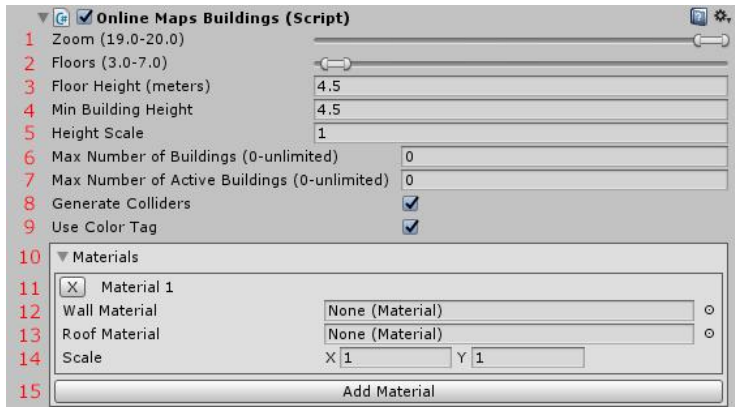 Online Maps Buildings (Script)
1 Zoom (19.0-20.0)
2 Floors (3.0-7.0)
3 Floor Height (meters) 4.5
4 Min Building Height 4.5
5 Height Scale 1
6 Max Number of Buildings (0-unlimited) 0
7 Max Number of Active Buildings (0-unlimited) 0
8 Generate Colliders
9 Use Color Tag
10 Materials
11 X Material 1
12 Wall Material None (Material)
13 Roof Material None (Material)
14 Scale X 1 Y 1
15 Add Material